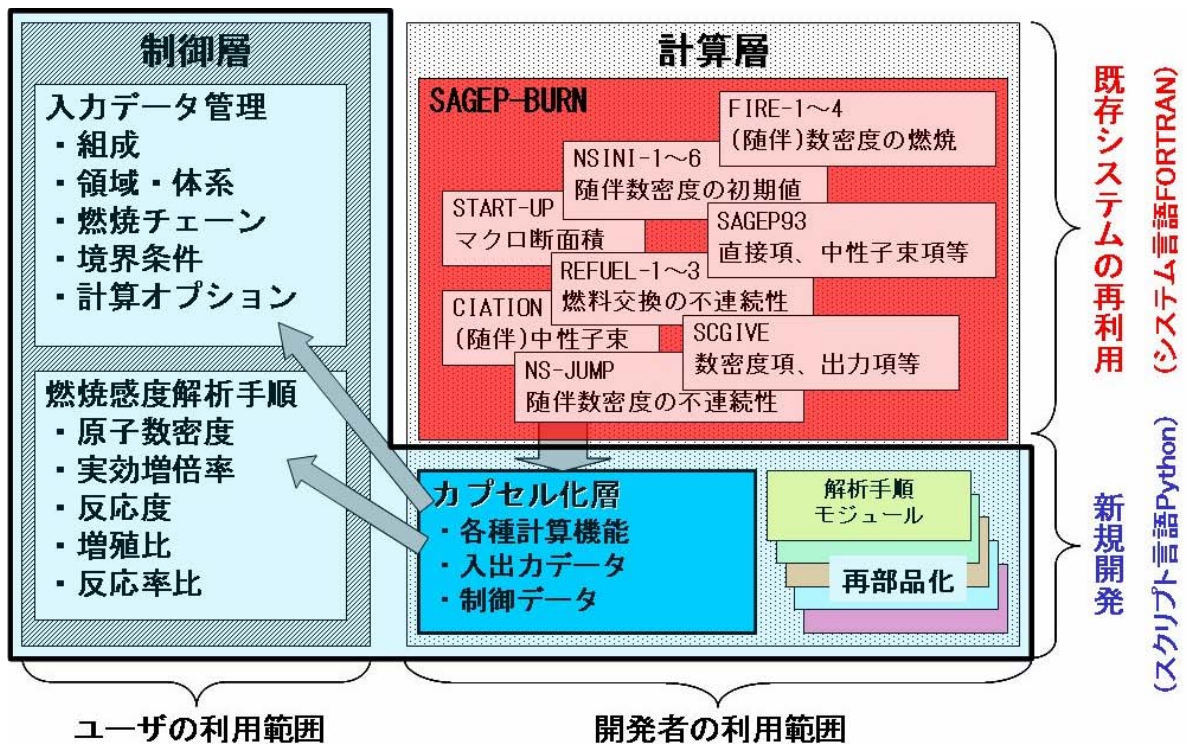 制御層
入力データ管理
・組成
・領域・体系
・燃焼チェーン
・境界条件
・計算オプション
燃焼感度解析手順
・原子数密度
・実効増倍率
・反応度
・増殖比
・反応率比
計算層
SAGEP-BURN
FIRE-1～4
(随伴)数密度の燃焼
NSINI-1～6
随伴数密度の初期値
START-UP
マクロ断面積
SAGEP93
直接項、中性子束項等
REFUEL-1～3
燃料交換の不連続性
CIATION
(随伴)中性子束
SCGIVE
数密度項、出力項等
NS-JUMP
随伴数密度の不連続性
カプセル化層
・各種計算機能
・入出力データ
・制御データ
解析手順
モジュール
再部品化
既存システムの再利用
(システム言語FORTRAN)
新規開発
(スクリプト言語Python)
ユーザの利用範囲
開発者の利用範囲